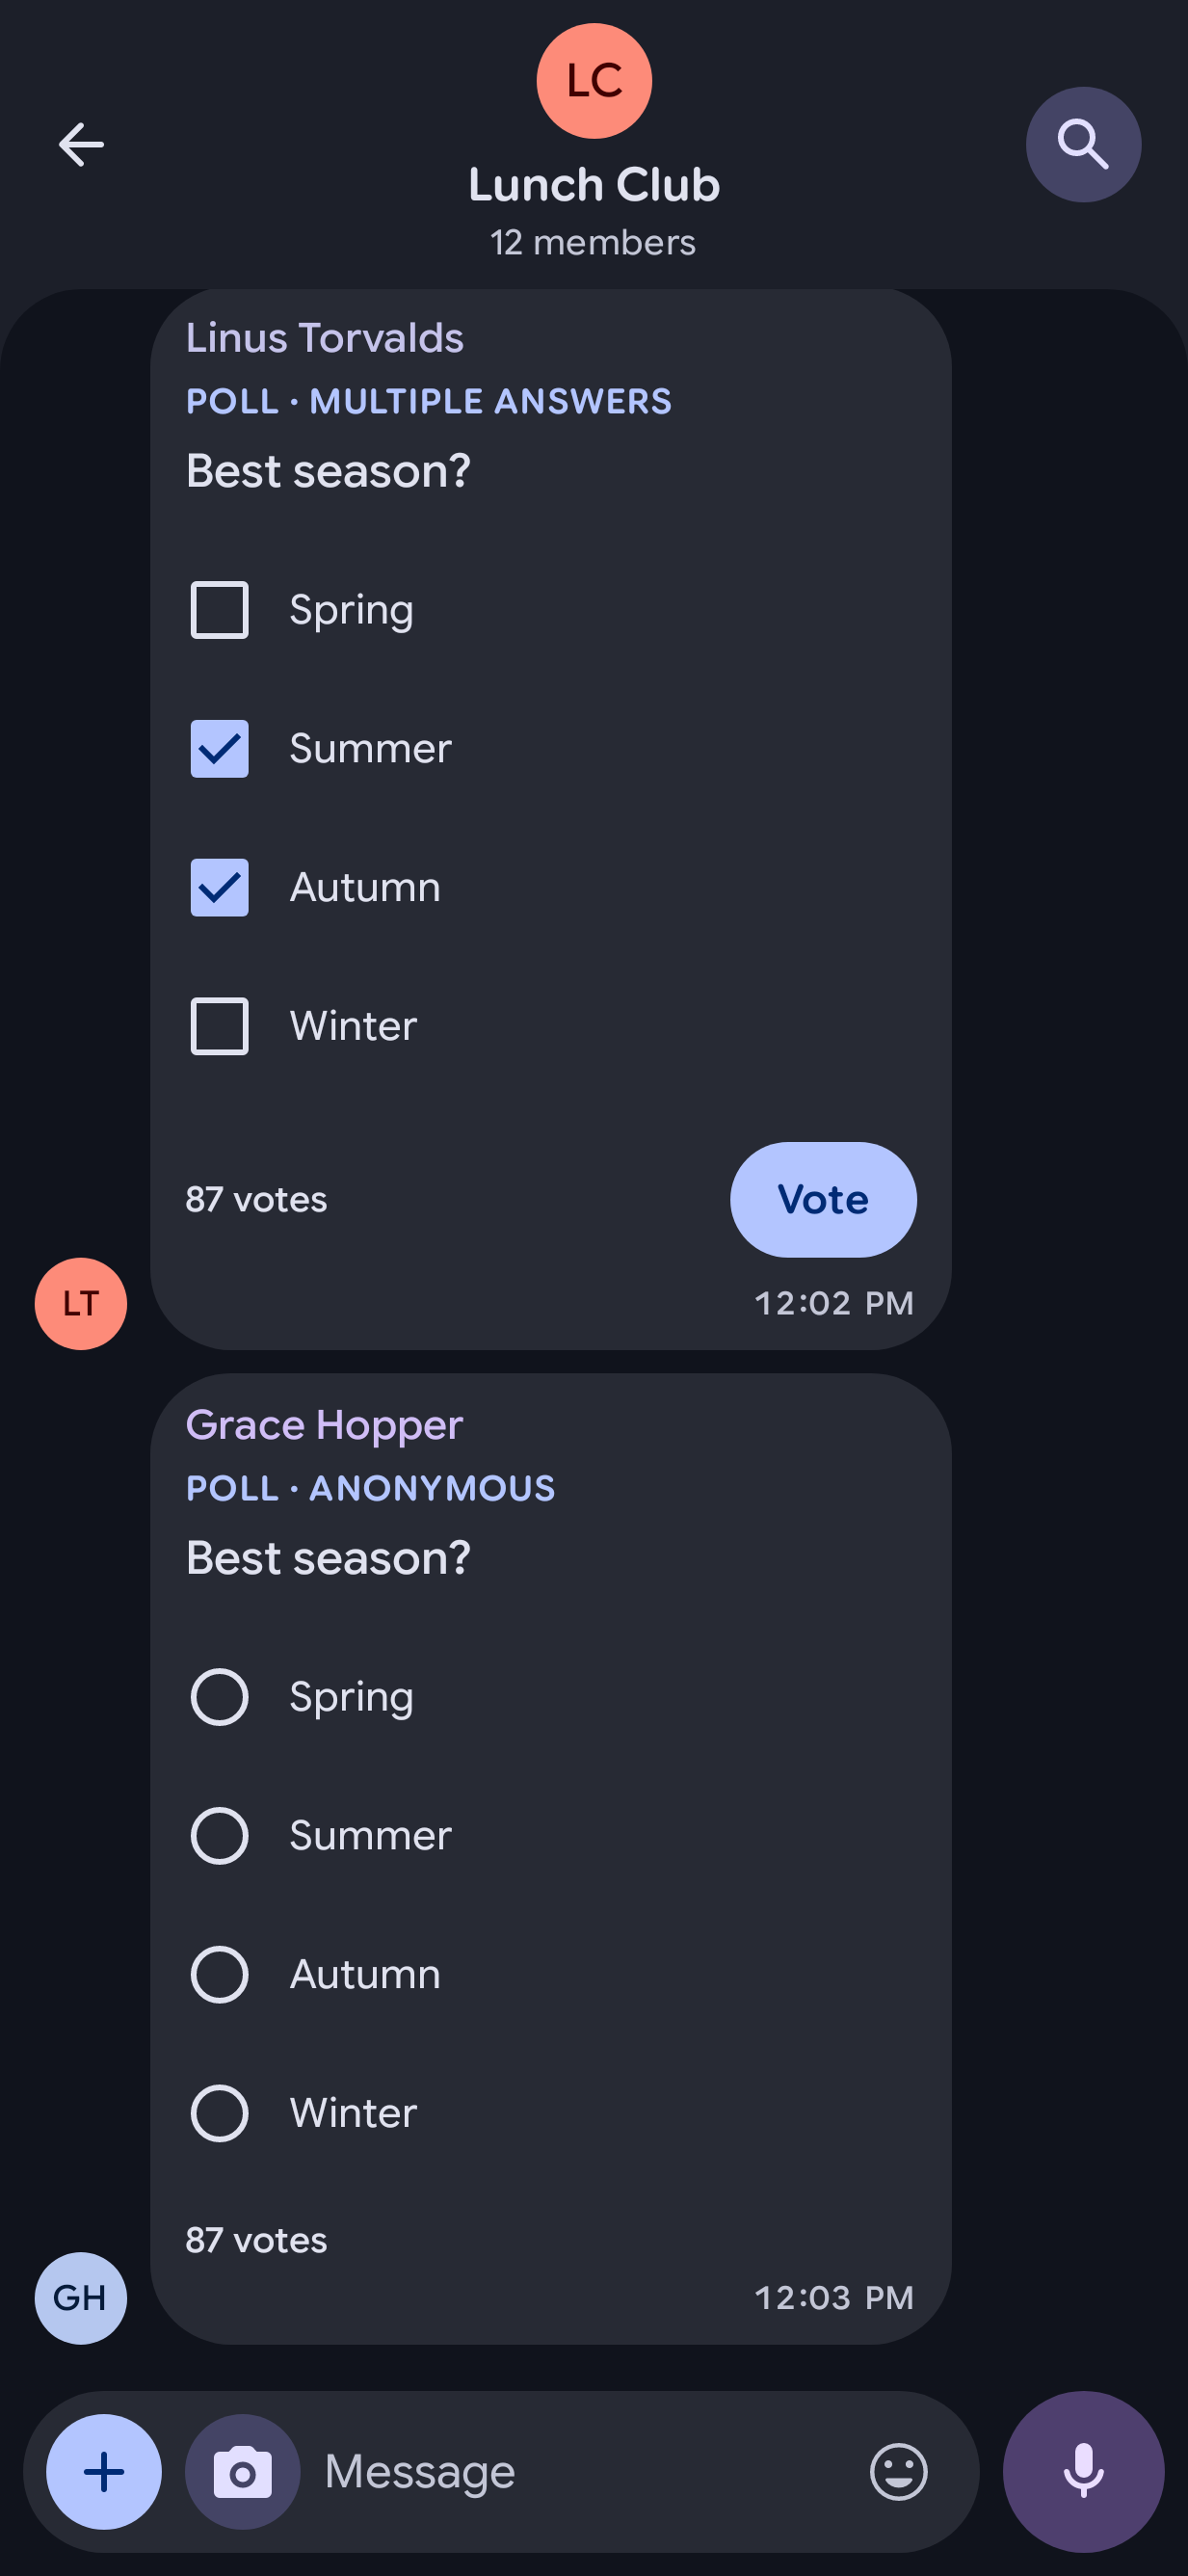 LC
Lunch Club
12 members
Linus Torvalds
POLL · MULTIPLE ANSWERS
Best season?
Spring
Summer
Autumn
Winter
87 votes
Vote
LT
12:02 PM
Grace Hopper
POLL · ANONYMOUS
Best season?
Spring
Summer
Autumn
Winter
87 votes
GH
12:03 PM
Message